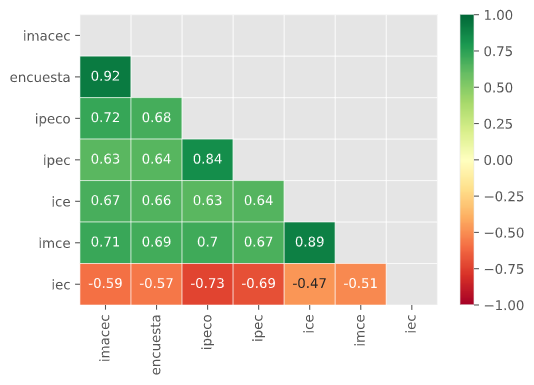 imacec
encuesta 0.92
ipeco 0.72 0.68
ipec 0.63 0.64 0.84
ice 0.67 0.66 0.63 0.64
imce 0.71 0.69 0.7 0.67 0.89
iec -0.59 -0.57 -0.73 -0.69 -0.47 -0.51
imacec
encuesta
ipeco
ipec
ice
imce
iec
1.00
0.75
0.50
0.25
0.00
−0.25
−0.50
−0.75
−1.00